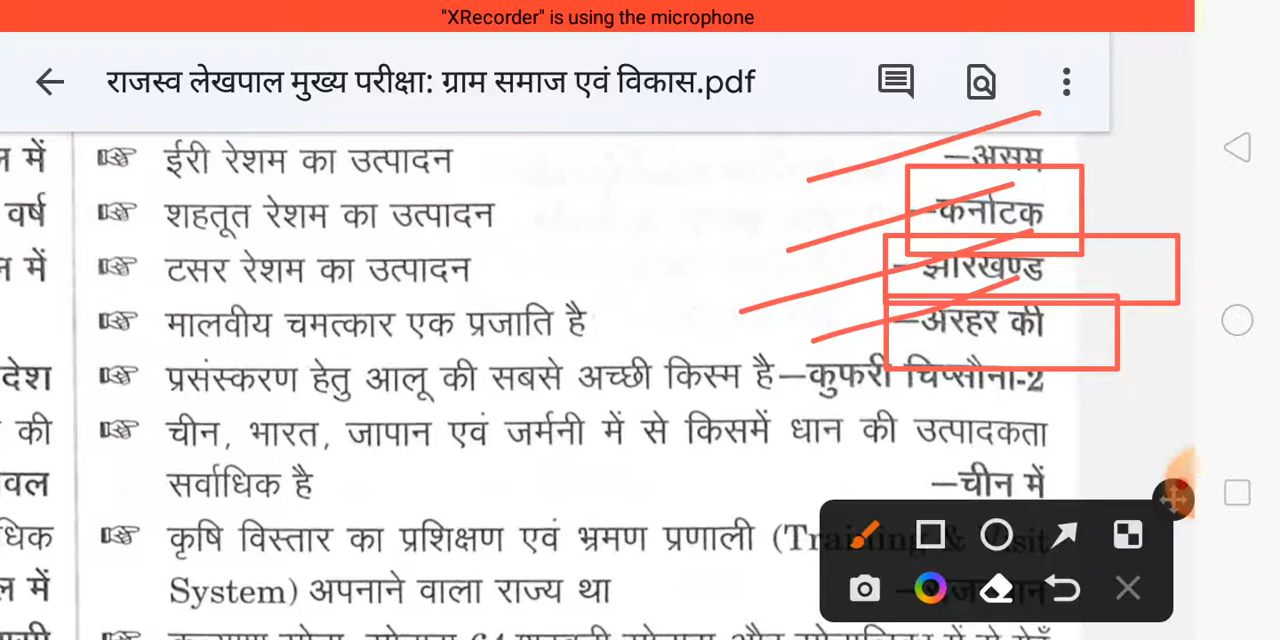 "XRecorder" is using the microphone
राजस्व लेखपाल मुख्य परीक्षा: ग्राम समाज एवं विकास.pdf
न में
ईरी रेशम का उत्पादन —असम
वर्ष
शहतूत रेशम का उत्पादन —कर्नाटक
न में
टसर रेशम का उत्पादन —झारखण्ड
मालवीय चमत्कार एक प्रजाति है —अरहर की
देश
प्रसंस्करण हेतु आलू की सबसे अच्छी किस्म है—कुफरी चिप्सौना-2
की
चीन, भारत, जापान एवं जर्मनी में से किसमें धान की उत्पादकता
वल
सर्वाधिक है —चीन में
धिक
कृषि विस्तार का प्रशिक्षण एवं भ्रमण प्रणाली (Training & Visit
ल में
System) अपनाने वाला राज्य था